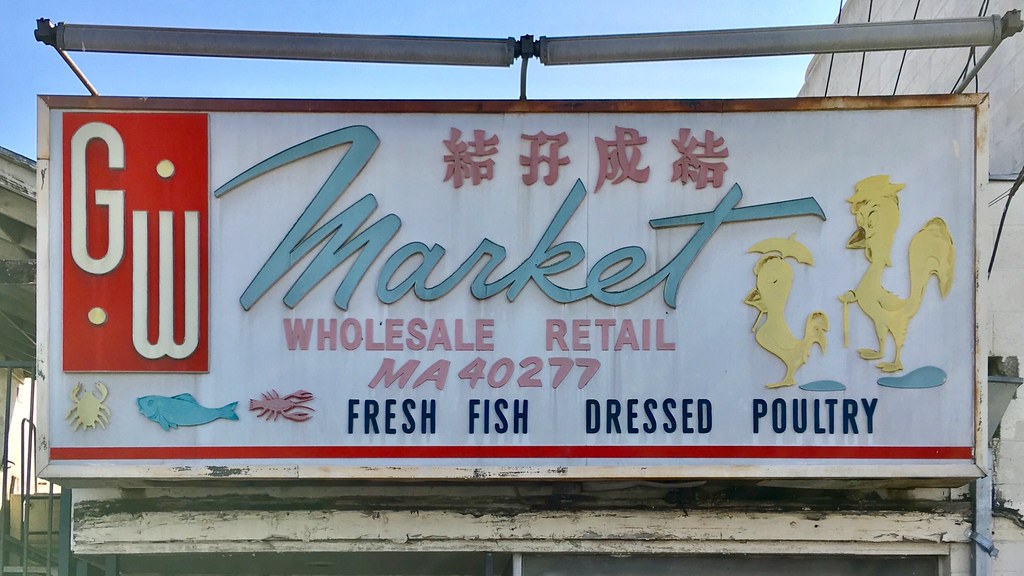 G.W
結成孖結
Market
WHOLESALE RETAIL
MA 40277
FRESH FISH DRESSED POULTRY